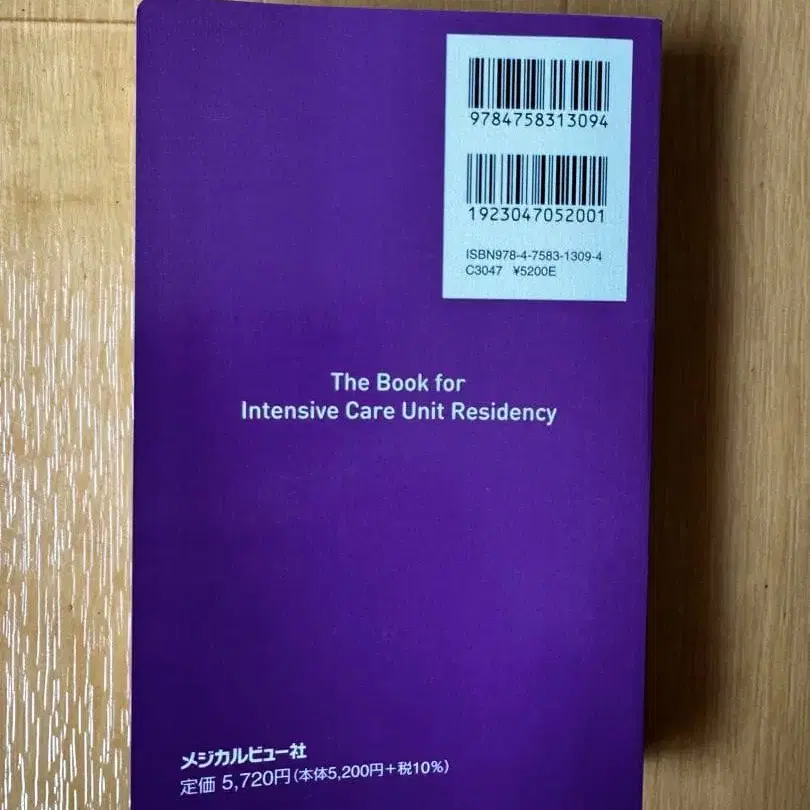 9784758313094
1923047052001
ISBN978-4-7583-1309-4
C3047 ¥5200E
The Book for
Intensive Care Unit Residency
メジカルビュー社
定価 5,720円(本体5,200円+税10%)